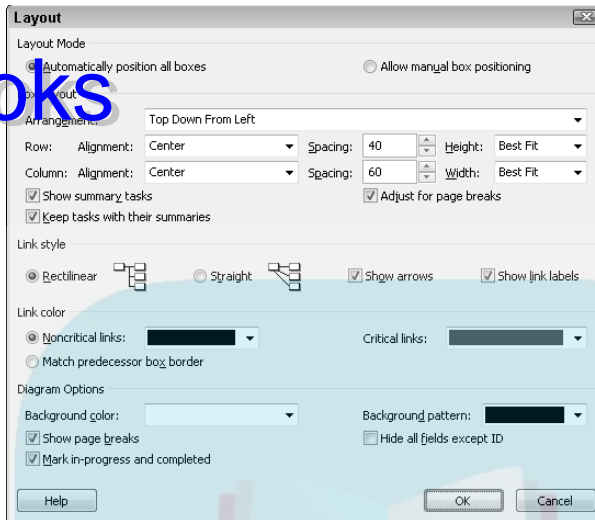 Layout
Layout Mode
Automatically position all boxes
Allow manual box positioning
oks
Box Layout
Arrangement: Top Down From Left
Row: Alignment: Center Spacing: 40 Height: Best Fit
Column: Alignment: Center Spacing: 60 Width: Best Fit
Show summary tasks
Adjust for page breaks
Keep tasks with their summaries
Link style
Rectilinear Straight Show arrows Show link labels
Link color
Noncritical links: Critical links:
Match predecessor box border
Diagram Options
Background color: Background pattern:
Show page breaks
Hide all fields except ID
Mark in-progress and completed
Help OK Cancel